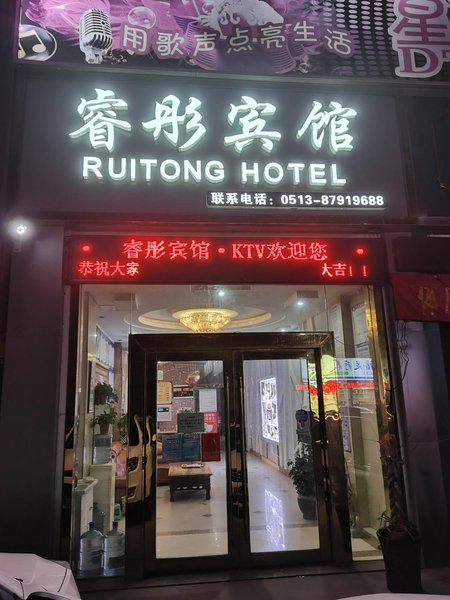 用歌声点亮生活
星
睿彤宾馆
RUITONG HOTEL
联系电话：0513-87919688
睿彤宾馆·KTV欢迎您
恭祝大家 大吉！！